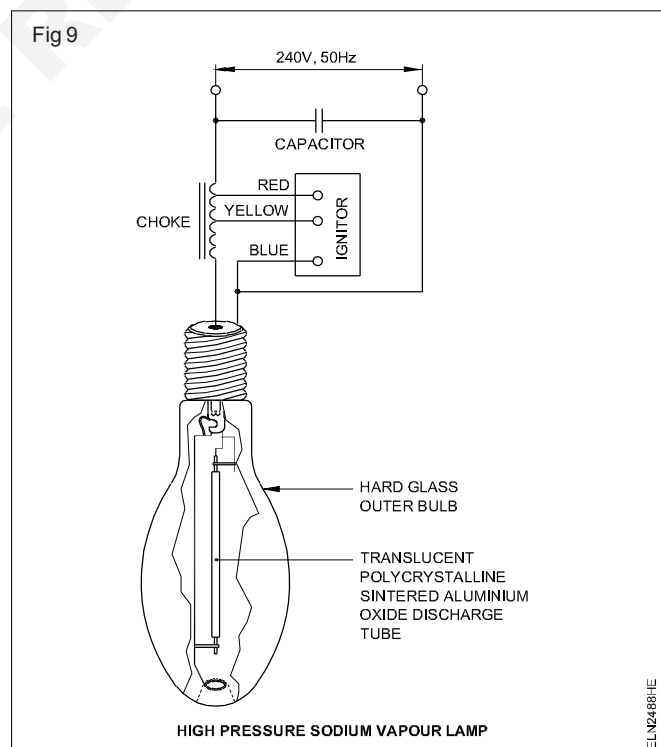 Fig 9
240V, 50Hz
CAPACITOR
RED
YELLOW
CHOKE
BLUE
IGNITOR
HARD GLASS
OUTER BULB
TRANSLUCENT
POLYCRYSTALLINE
SINTERED ALUMINIUM
OXIDE DISCHARGE
TUBE
HIGH PRESSURE SODIUM VAPOUR LAMP
ELN2488HE